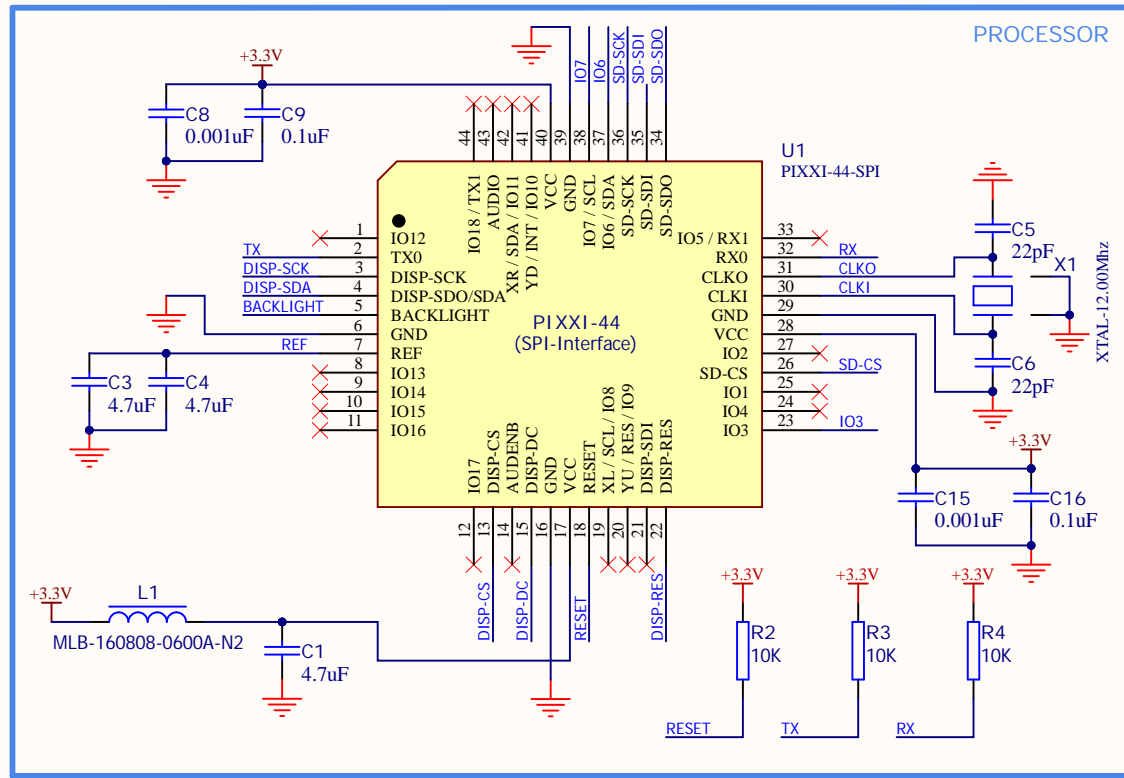 PROCESSOR
+3.3V
C8
0.001uF
C9
0.1uF
IO7
IO6
SD-SCK
SD-SDI
SD-SDO
44
43
42
41
40
39
38
37
36
35
34
U1
PIXXI-44-SPI
IO18 / TX1
AUDIO
XR / SDA / IO11
YD / INT / IO10
VCC
GND
IO7 / SCL
IO6 / SDA
SD-SCK
SD-SDI
SD-SDO
1 IO12
TX 2 TX0
DISP-SCK 3 DISP-SCK
DISP-SDA 4 DISP-SDO/SDA
BACKLIGHT 5 BACKLIGHT
6 GND
REF 7 REF
8 IO13
9 IO14
10 IO15
11 IO16
PIXXI-44
(SPI-Interface)
IO5 / RX1 33
RX0 32 RX
CLKO 31 CLKO
CLKI 30 CLKI
GND 29
VCC 28
IO2 27
SD-CS 26 SD-CS
IO1 25
IO4 24
IO3 23 IO3
C5
22pF
X1
XTAL-12.00Mhz
C6
22pF
C3
4.7uF
C4
4.7uF
IO17
DISP-CS
AUDENB
DISP-DC
GND
VCC
RESET
XL / SCL / IO8
YU / RES / IO9
DISP-SDI
DISP-RES
12
13
14
15
16
17
18
19
20
21
22
DISP-CS
DISP-DC
RESET
DISP-RES
+3.3V
C15
0.001uF
C16
0.1uF
+3.3V
L1
MLB-160808-0600A-N2
C1
4.7uF
+3.3V
R2
10K
RESET
+3.3V
R3
10K
TX
+3.3V
R4
10K
RX